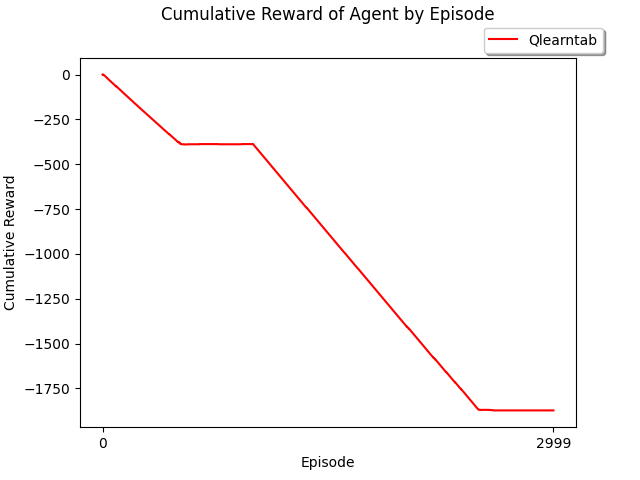 Cumulative Reward of Agent by Episode
Qlearntab
0
−250
−500
−750
−1000
−1250
−1500
−1750
Cumulative Reward
0 2999
Episode